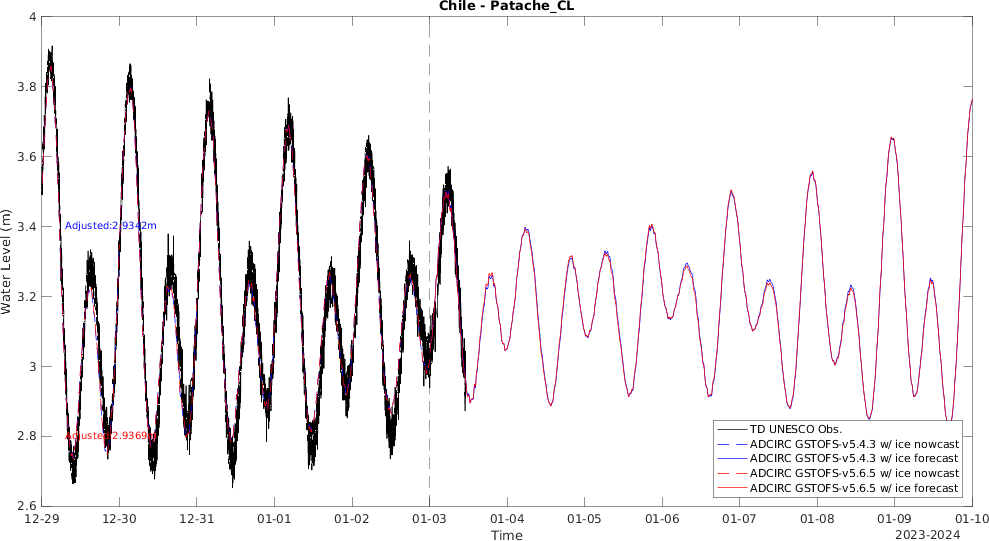 Chile - Patache_CL
4
3.8
3.6
3.4
3.2
3
2.8
2.6
Water Level (m)
Adjusted:2.9342m
Adjusted:2.9369m
TD UNESCO Obs.
ADCIRC GSTOFS-v5.4.3 w/ ice nowcast
ADCIRC GSTOFS-v5.4.3 w/ ice forecast
ADCIRC GSTOFS-v5.6.5 w/ ice nowcast
ADCIRC GSTOFS-v5.6.5 w/ ice forecast
12-29 12-30 12-31 01-01 01-02 01-03 01-04 01-05 01-06 01-07 01-08 01-09 01-10
Time
2023-2024